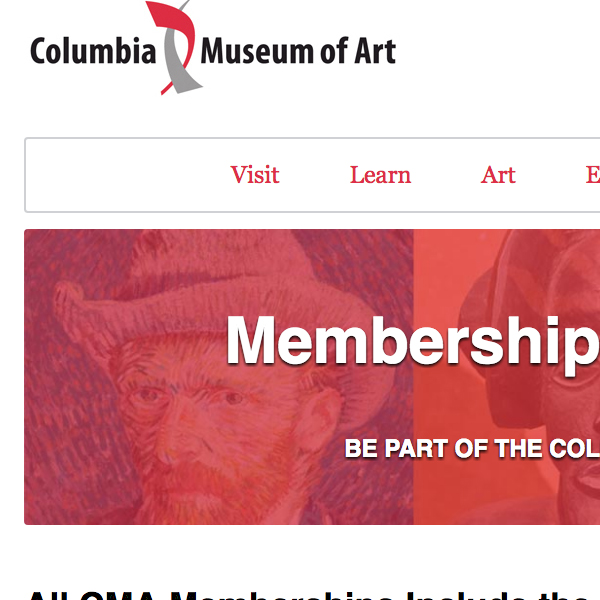 Columbia Museum of Art
Visit Learn Art E
Membership
BE PART OF THE COL
All CMA Memberships Include the